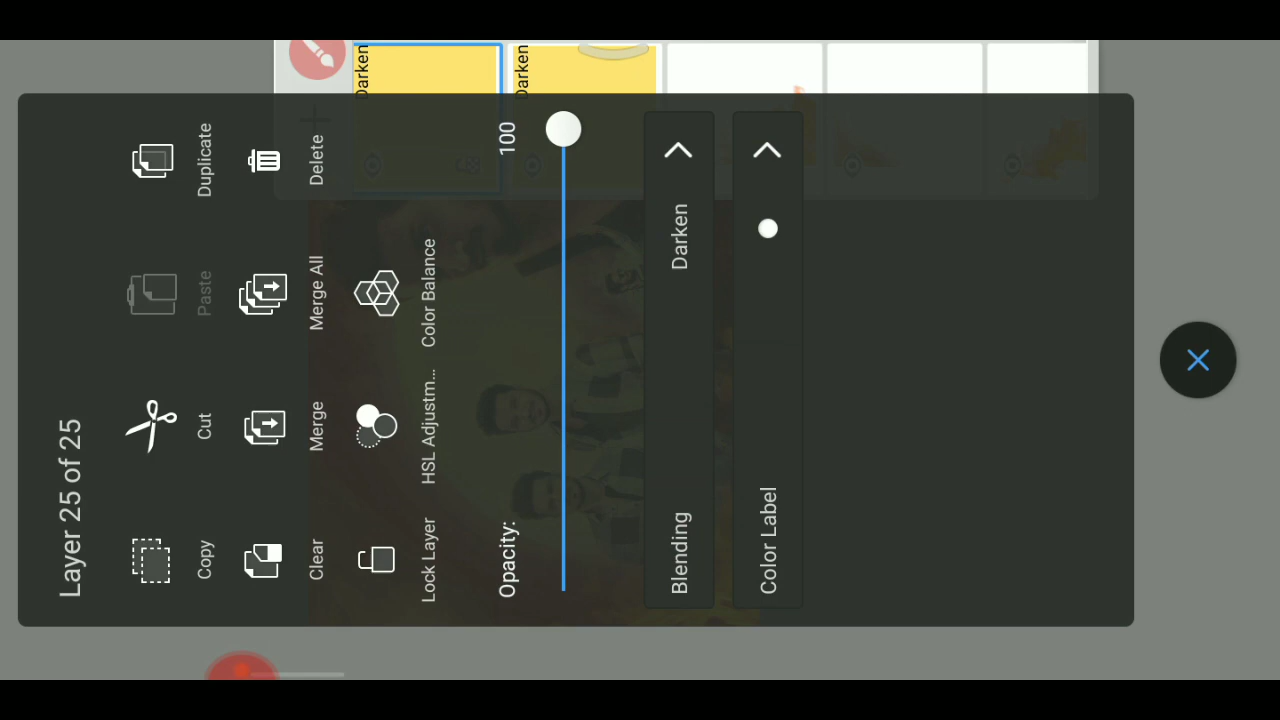 Darken
Darken
Layer 25 of 25
Copy
Cut
Paste
Duplicate
Clear
Merge
Merge All
Delete
Lock Layer
HSL Adjustm...
Color Balance
Opacity:
100
Blending
Darken
Color Label